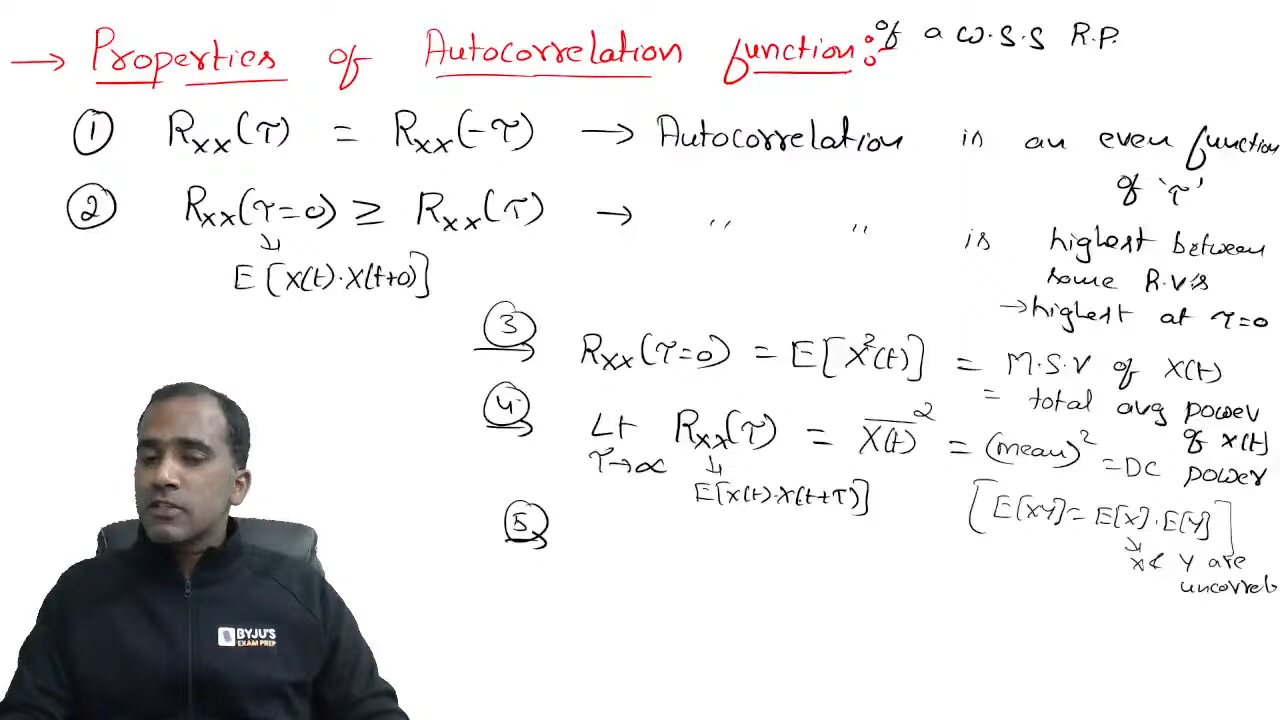 → Properties of Autocorrelation function: of a W.S.S R.P.
① Rxx(τ) = Rxx(-τ) → Autocorrelation is an even function of 'τ'
② Rxx(τ=0) ≥ Rxx(τ) → " " is highest between
same R.V's
→ highest at τ=0
E[X(t)·X(t+0)]
③ Rxx(τ=0) = E[X²(t)] = M.S.V of X(t)
= total avg power of X(t)
④ Lt τ→∞ Rxx(τ) = \overline{X(t)}² = (mean)² = DC power
E[X(t)·X(t+τ)]
[E[XY] = E[X]·E[Y]]
X & Y are
uncorrel
⑤
BYJU'S
EXAM PREP